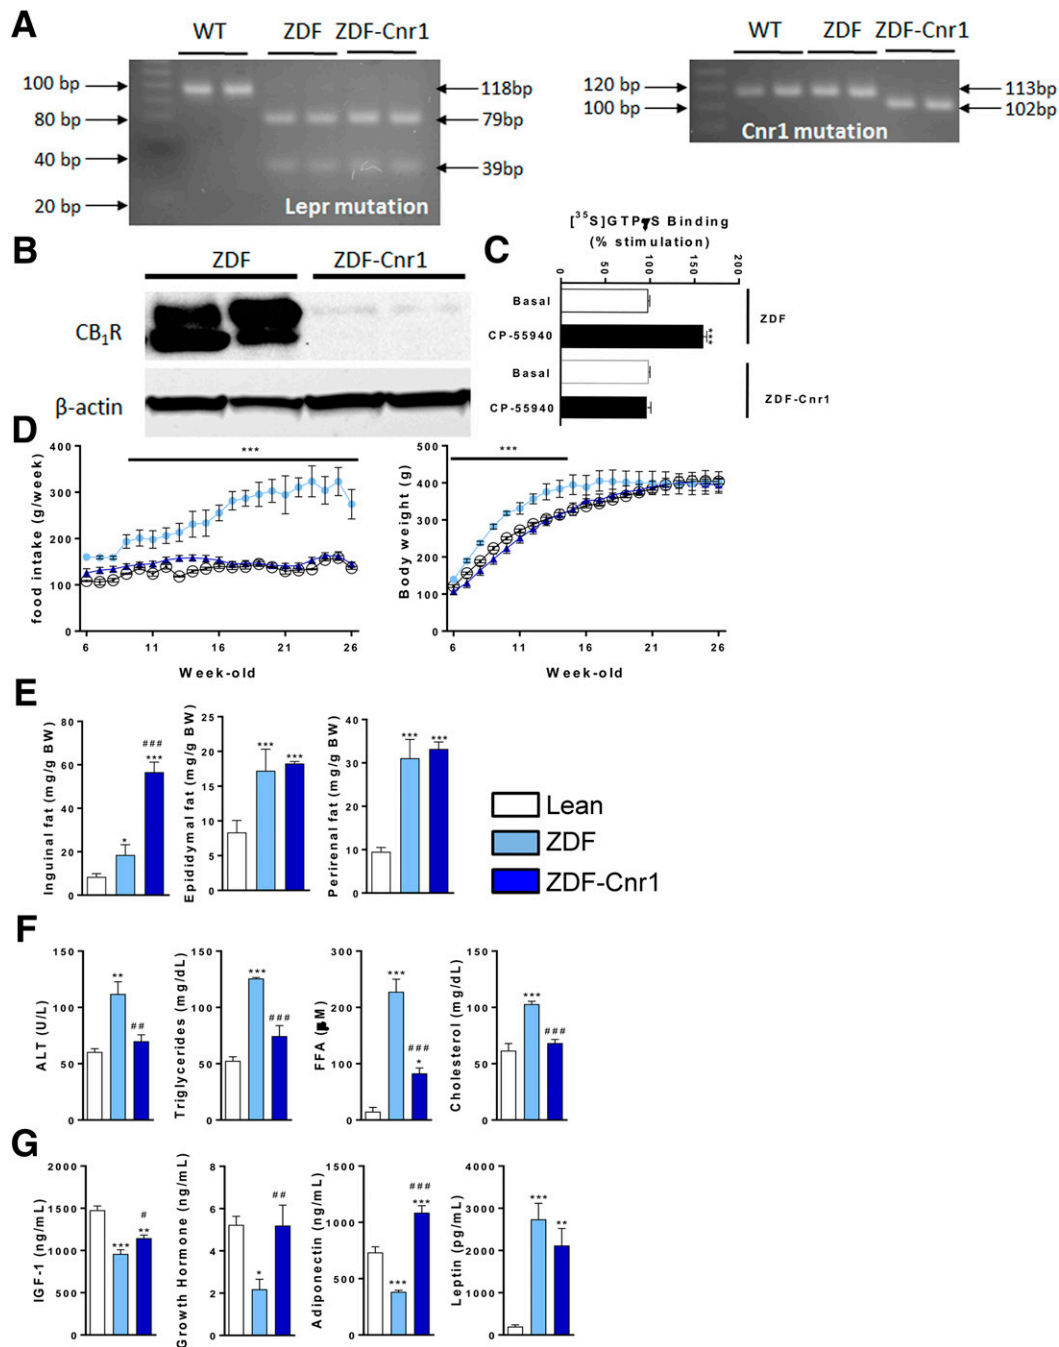 A
WT ZDF ZDF-Cnr1
100 bp
80 bp
40 bp
20 bp
118bp
79bp
39bp
Lepr mutation
WT ZDF ZDF-Cnr1
120 bp
100 bp
113bp
102bp
Cnr1 mutation
B
ZDF ZDF-Cnr1
CB1R
β-actin
C
[35S]GTPγS Binding
(% stimulation)
0 50 100 150 200
Basal
CP-55940
***
ZDF
Basal
CP-55940
ZDF-Cnr1
D
food intake (g/week)
400
300
200
100
0
***
6 11 16 21 26
Week-old
Body weight (g)
500
400
300
200
100
0
***
6 11 16 21 26
Week-old
E
Inguinal fat (mg/g BW)
80
60
40
20
0
*
###
***
Epididymal fat (mg/g BW)
25
20
15
10
5
0
***
***
Perirenal fat (mg/g BW)
40
30
20
10
0
***
***
Lean
ZDF
ZDF-Cnr1
F
ALT (U/L)
150
100
50
0
**
##
Triglycerides (mg/dL)
150
100
50
0
***
###
FFA (µM)
300
200
100
0
***
###
*
Cholesterol (mg/dL)
150
100
50
0
***
###
G
IGF-1 (ng/mL)
2000
1500
1000
500
0
***
#
**
Growth Hormone (ng/mL)
8
6
4
2
0
*
##
Adiponectin (ng/mL)
1500
1000
500
0
***
###
***
Leptin (pg/mL)
4000
3000
2000
1000
0
***
**